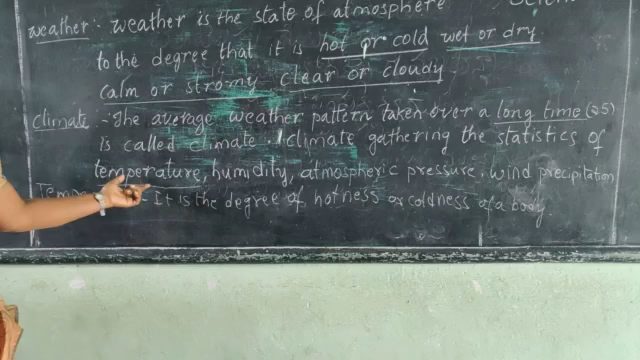 weather :- weather is the state of atmosphere
to the degree that it is hot or cold wet or dry
calm or stromy clear or cloudy.
Climate :- The average weather pattern taken over a long time
is called climate. climate gathering the statistics of
temperature, humidity, atmospheric pressure, wind precipitation
- It is the degree of hotness or coldness of a body.